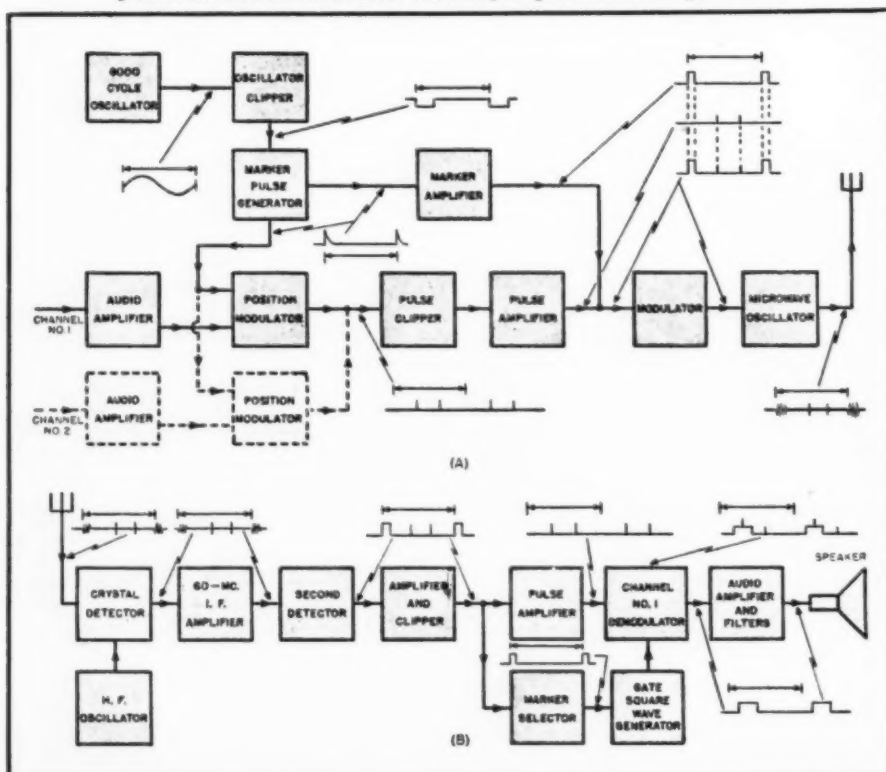 8000
CYCLE
OSCILLATOR
OSCILLATOR
CLIPPER
MARKER
PULSE
GENERATOR
MARKER
AMPLIFIER
CHANNEL
NO. 1
AUDIO
AMPLIFIER
POSITION
MODULATOR
PULSE
CLIPPER
PULSE
AMPLIFIER
MODULATOR
MICROWAVE
OSCILLATOR
CHANNEL
NO. 2
AUDIO
AMPLIFIER
POSITION
MODULATOR
(A)
CRYSTAL
DETECTOR
60-MC.
I. F.
AMPLIFIER
SECOND
DETECTOR
AMPLIFIER
AND
CLIPPER
PULSE
AMPLIFIER
CHANNEL
NO. 1
DEMODULATOR
AUDIO
AMPLIFIER
AND
FILTERS
SPEAKER
H. F.
OSCILLATOR
MARKER
SELECTOR
GATE
SQUARE
WAVE
GENERATOR
(B)